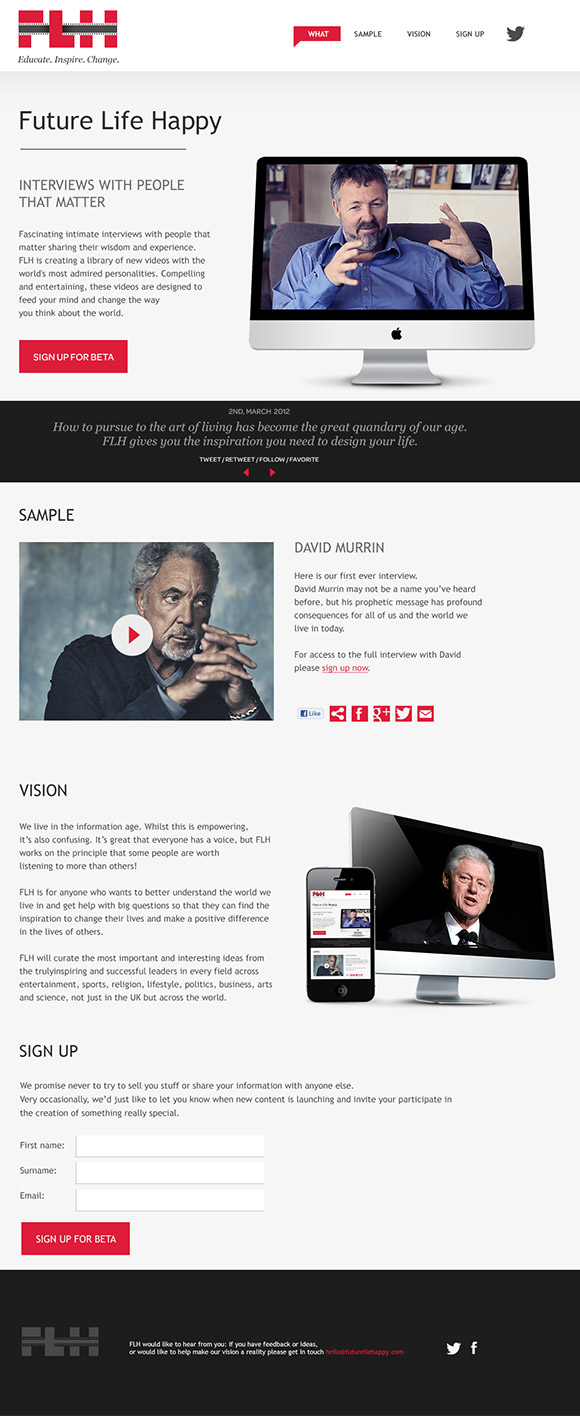 FLH
Educate. Inspire. Change.
WHAT
SAMPLE
VISION
SIGN UP
Future Life Happy
INTERVIEWS WITH PEOPLE
THAT MATTER
Fascinating intimate interviews with people that
matter sharing their wisdom and experience.
FLH is creating a library of new videos with the
world's most admired personalities. Compelling
and entertaining, these videos are designed to
feed your mind and change the way
you think about the world.
SIGN UP FOR BETA
2ND, MARCH 2012
How to pursue to the art of living has become the great quandary of our age.
FLH gives you the inspiration you need to design your life.
TWEET / RETWEET / FOLLOW / FAVORITE
SAMPLE
DAVID MURRIN
Here is our first ever interview.
David Murrin may not be a name you've heard
before, but his prophetic message has profound
consequences for all of us and the world we
live in today.
For access to the full interview with David
please sign up now.
Like
VISION
We live in the information age. Whilst this is empowering,
it's also confusing. It's great that everyone has a voice, but FLH
works on the principle that some people are worth
listening to more than others!
FLH is for anyone who wants to better understand the world we
live in and get help with big questions so that they can find the
inspiration to change their lives and make a positive difference
in the lives of others.
FLH will curate the most important and interesting ideas from
the trulyinspiring and successful leaders in every field across
entertainment, sports, religion, lifestyle, politics, business, arts
and science, not just in the UK but across the world.
FLH
Future Life Happy
SIGN UP
We promise never to try to sell you stuff or share your information with anyone else.
Very occasionally, we'd just like to let you know when new content is launching and invite your participate in
the creation of something really special.
First name:
Surname:
Email:
SIGN UP FOR BETA
FLH
FLH would like to hear from you: If you have feedback or ideas,
or would like to help make our vision a reality please get in touch